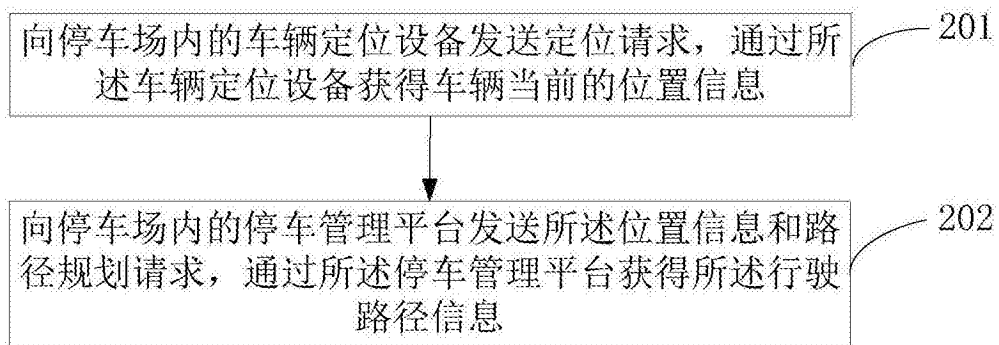 向停车场内的车辆定位设备发送定位请求，通过所
述车辆定位设备获得车辆当前的位置信息
201
向停车场内的停车管理平台发送所述位置信息和路
径规划请求，通过所述停车管理平台获得所述行驶
路径信息
202